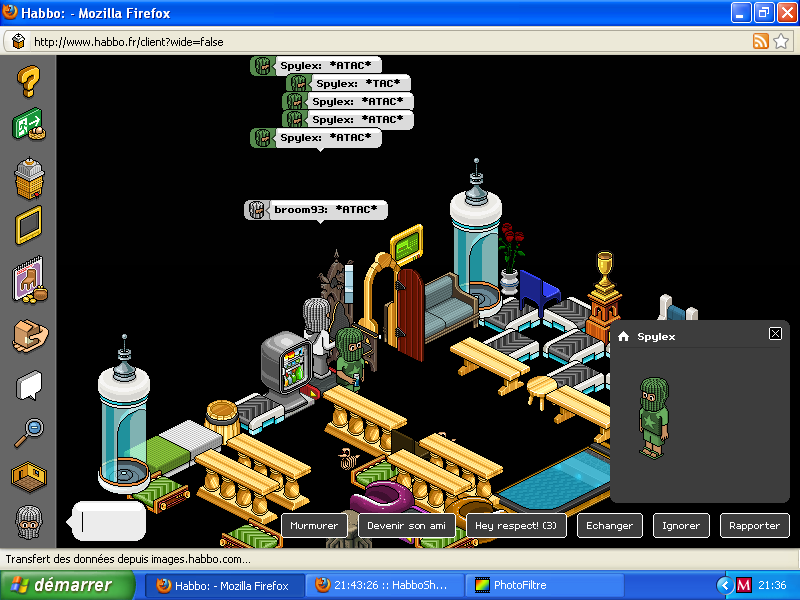 Habbo: - Mozilla Firefox
http://www.habbo.fr/client?wide=false
Spylex: *ATAC*
Spylex: *TAC*
Spylex: *ATAC*
Spylex: *ATAC*
Spylex: *ATAC*
broom93: *ATAC*
Spylex
Murmurer
Devenir son ami
Hey respect! (3)
Echanger
Ignorer
Rapporter
Transfert des données depuis images.habbo.com...
démarrer
Habbo: - Mozilla Firefox
21:43:26 :: HabboSh...
PhotoFiltre
M
21:36